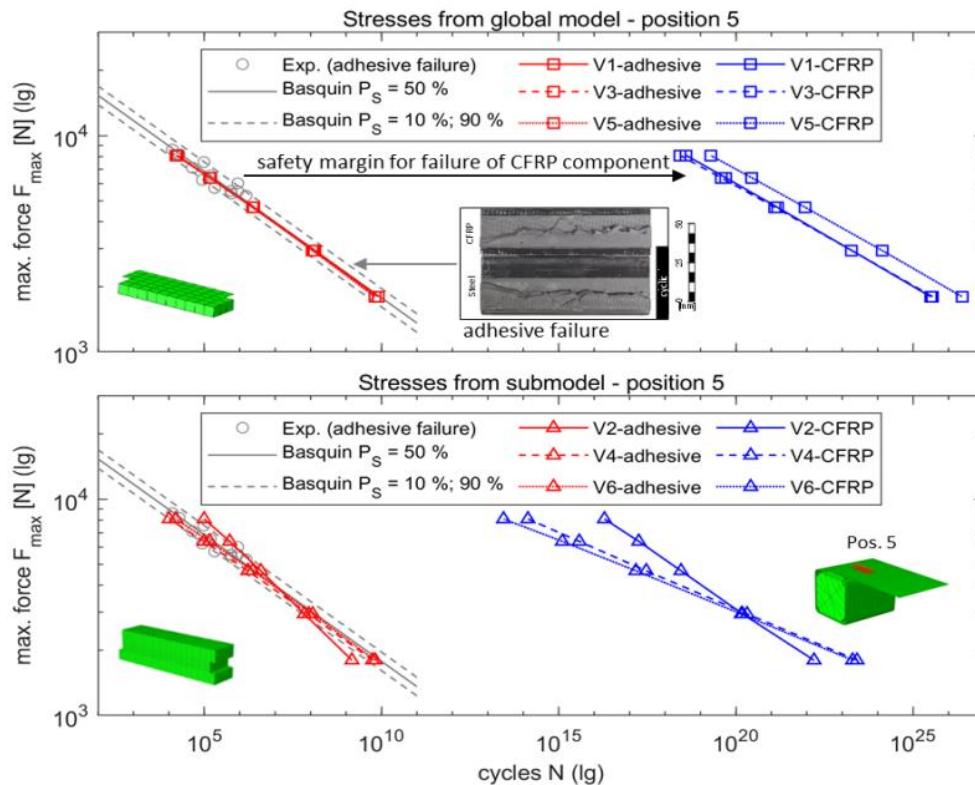 Stresses from global model - position 5
max. force F_max [N] (lg)
10^4
10^3
Exp. (adhesive failure)
Basquin P_S = 50 %
Basquin P_S = 10 %; 90 %
V1-adhesive
V3-adhesive
V5-adhesive
V1-CFRP
V3-CFRP
V5-CFRP
safety margin for failure of CFRP component
CFRP
Steel
cyclic
50
25
0
[mm]
adhesive failure
Stresses from submodel - position 5
max. force F_max [N] (lg)
10^4
10^3
Exp. (adhesive failure)
Basquin P_S = 50 %
Basquin P_S = 10 %; 90 %
V2-adhesive
V4-adhesive
V6-adhesive
V2-CFRP
V4-CFRP
V6-CFRP
Pos. 5
10^5
10^10
10^15
10^20
10^25
cycles N (lg)